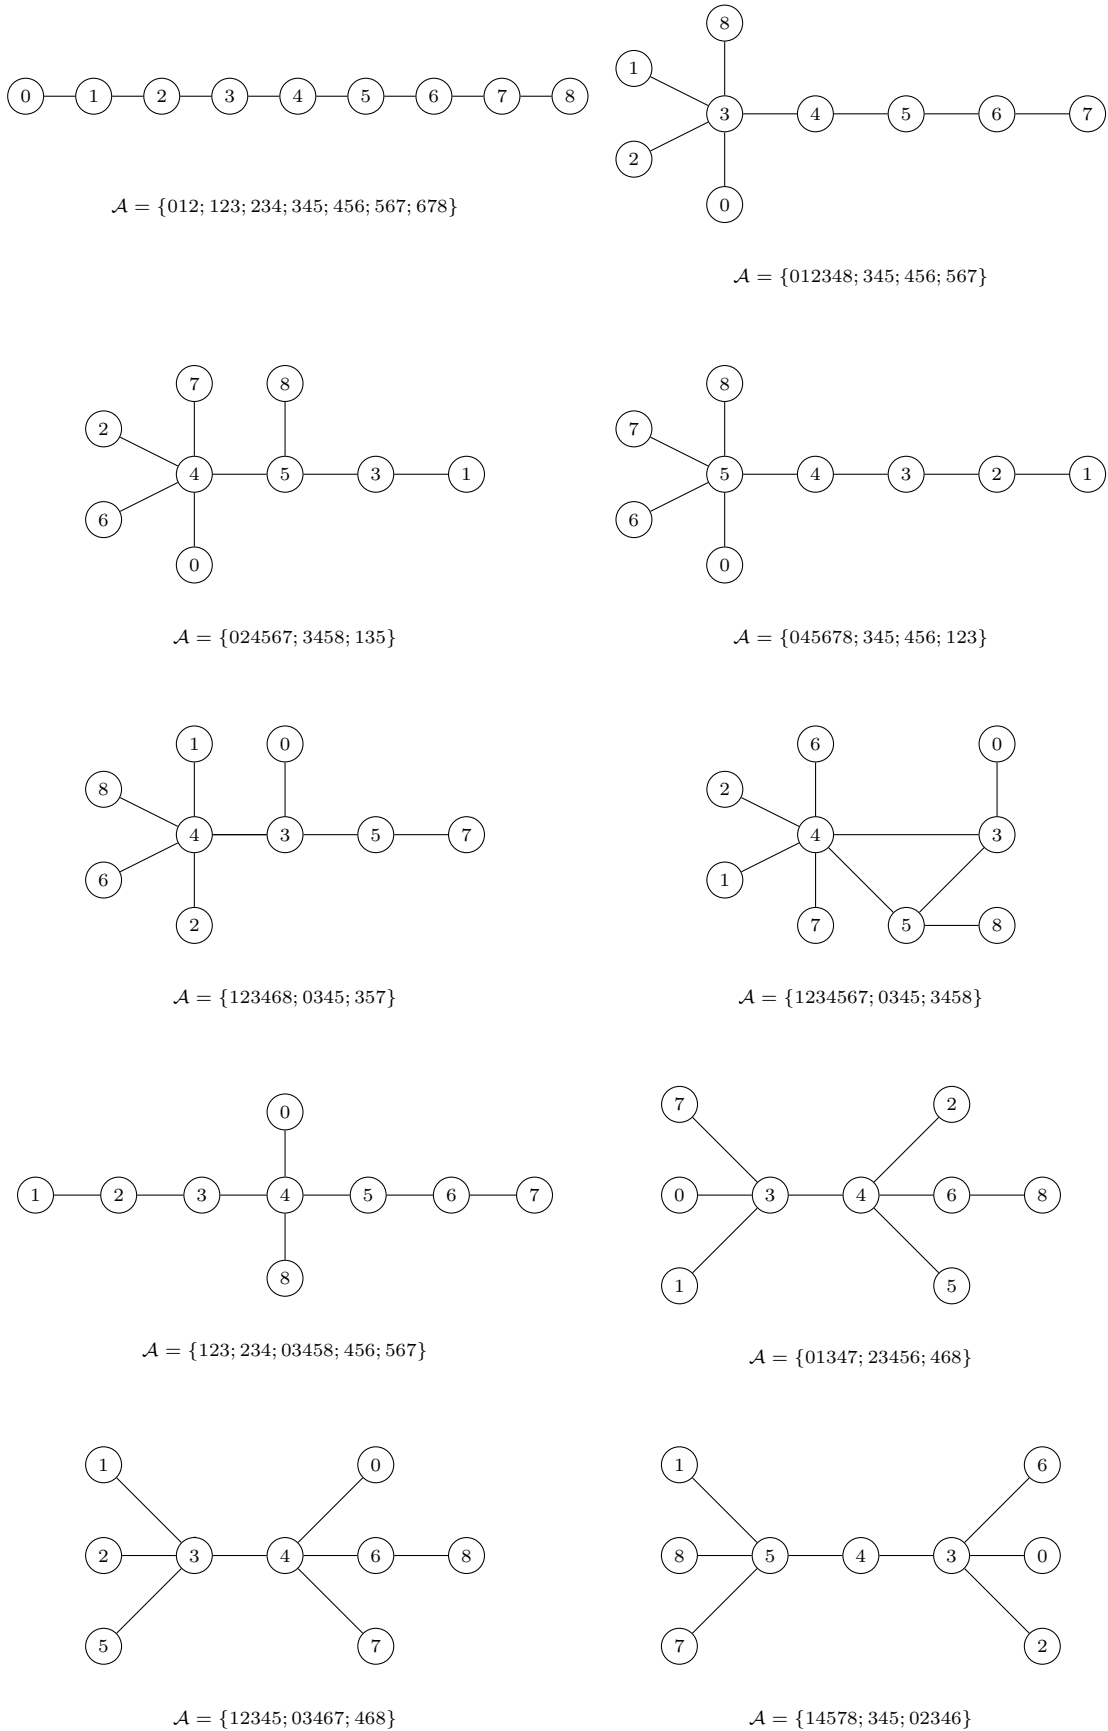 8
1
0 1 2 3 4 5 6 7 8
3 4 5 6 7
2
0
𝒜 = {012; 123; 234; 345; 456; 567; 678}
𝒜 = {012348; 345; 456; 567}
7 8
2
4 5 3 1
6
0
8
7
5 4 3 2 1
6
0
𝒜 = {024567; 3458; 135}
𝒜 = {045678; 345; 456; 123}
1 0
8
4 3 5 7
6
2
6 0
2
4 3
1
7 5 8
𝒜 = {123468; 0345; 357}
𝒜 = {1234567; 0345; 3458}
0
1 2 3 4 5 6 7
8
7 2
0 3 4 6 8
1 5
𝒜 = {123; 234; 03458; 456; 567}
𝒜 = {01347; 23456; 468}
1 0
2 3 4 6 8
5 7
1 6
8 5 4 3 0
7 2
𝒜 = {12345; 03467; 468}
𝒜 = {14578; 345; 02346}